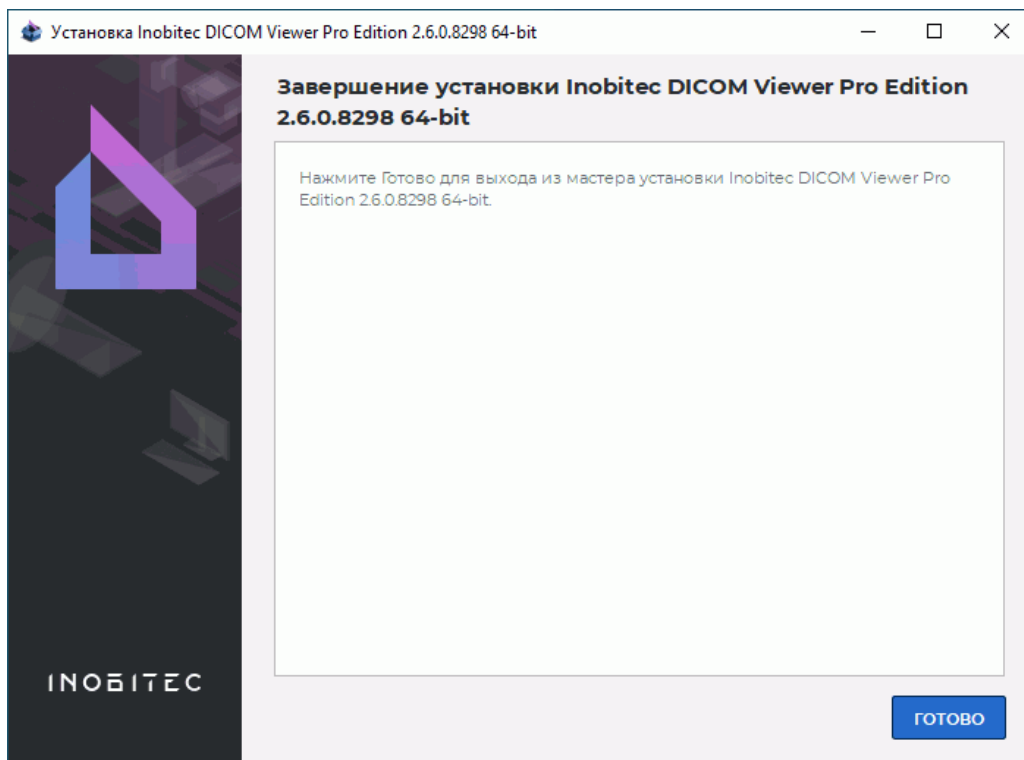 Установка Inobitec DICOM Viewer Pro Edition 2.6.0.8298 64-bit
Завершение установки Inobitec DICOM Viewer Pro Edition
2.6.0.8298 64-bit
Нажмите Готово для выхода из мастера установки Inobitec DICOM Viewer Pro
Edition 2.6.0.8298 64-bit.
INOBITEC
ГОТОВО